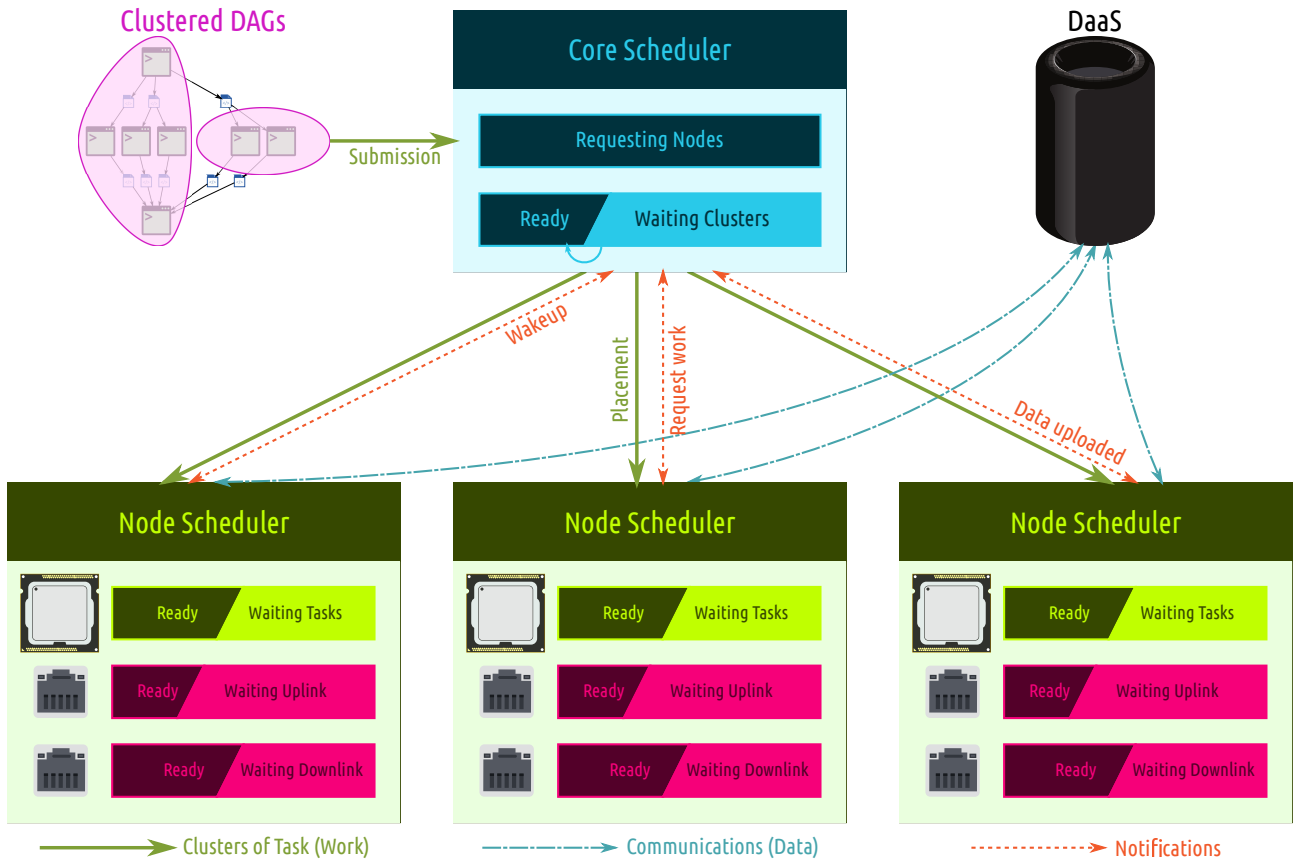 Clustered DAGs
Core Scheduler
DaaS
Requesting Nodes
Submission
Ready
Waiting Clusters
Wakeup
Placement
Request work
Data uploaded
Node Scheduler
Node Scheduler
Node Scheduler
Ready
Waiting Tasks
Ready
Waiting Tasks
Ready
Waiting Tasks
Ready
Waiting Uplink
Ready
Waiting Uplink
Ready
Waiting Uplink
Ready
Waiting Downlink
Ready
Waiting Downlink
Ready
Waiting Downlink
Clusters of Task (Work)
Communications (Data)
Notifications